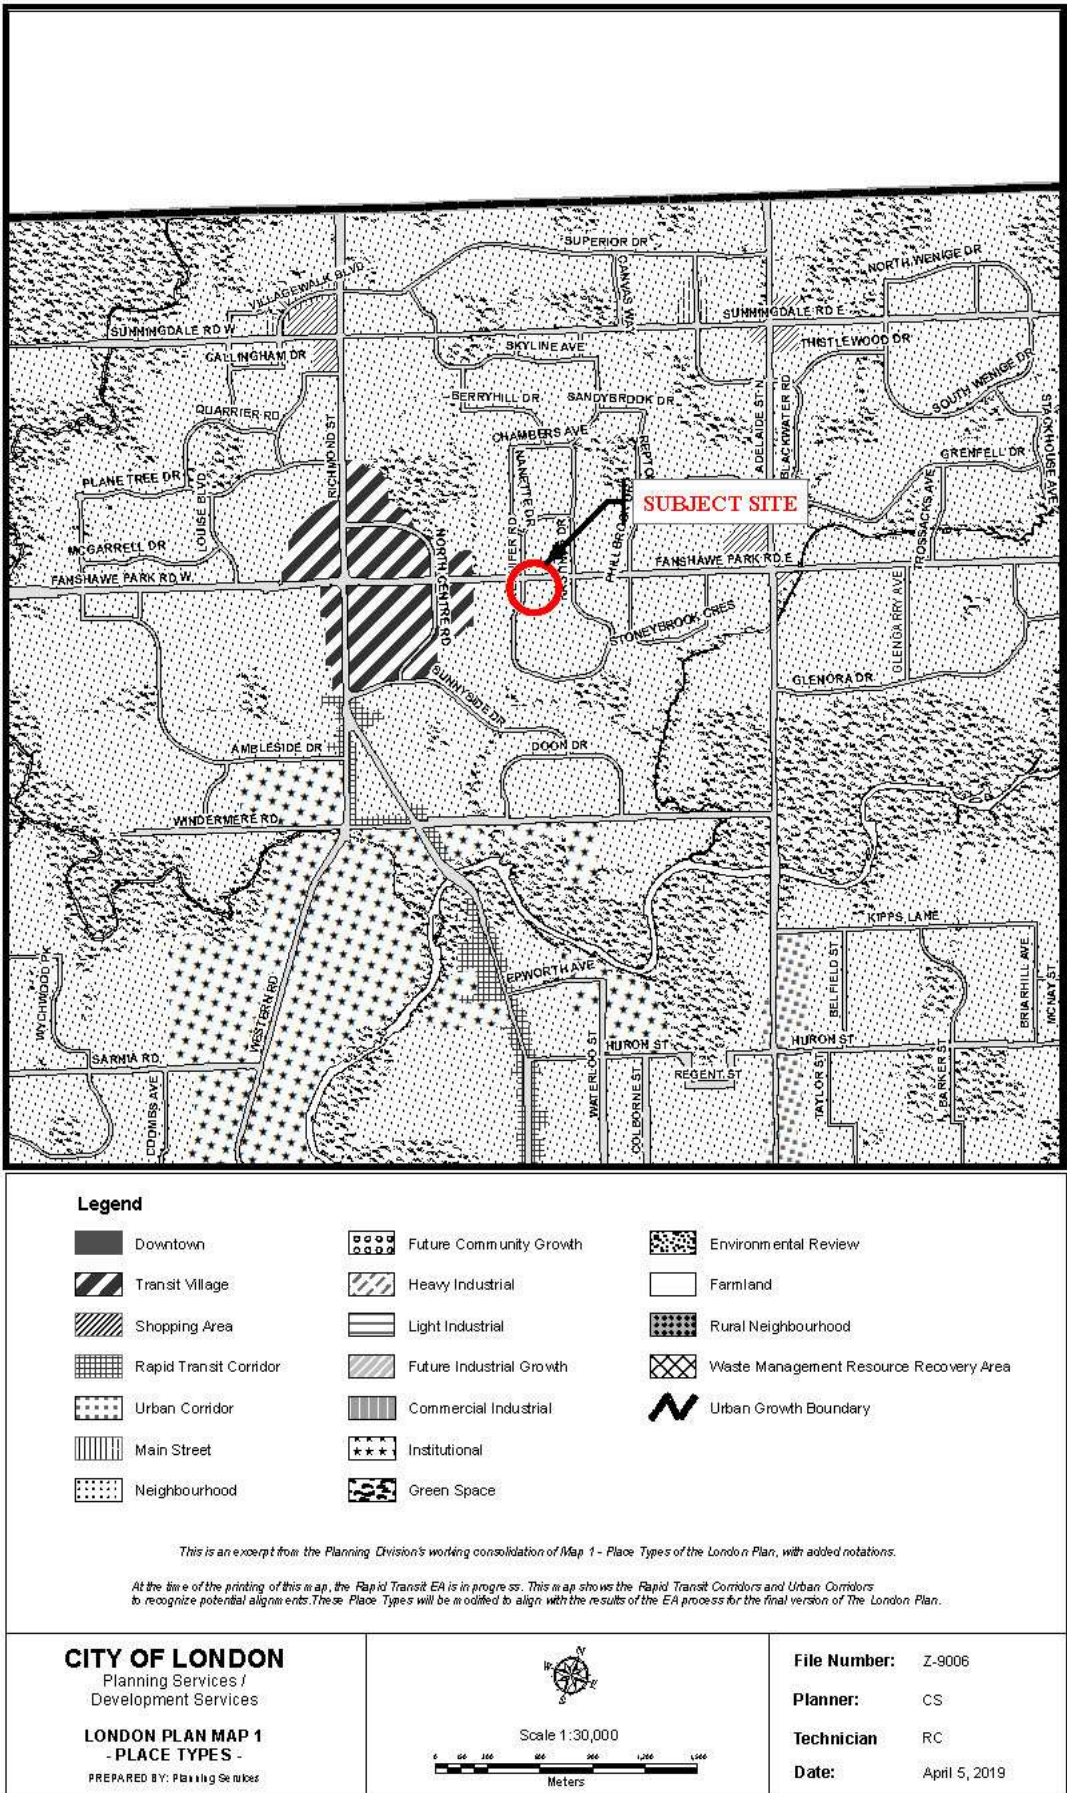 SUPERIOR DR
CANVAS WAY
NORTH WENIGE DR
VILLAGEWALK BLVD
SUNNINGDALE RD W
SUNNINGDALE RD E
CALLINGHAM DR
SKYLINE AVE
THISTLEWOOD DR
SOUTH WENIGE DR
QUARRIER RD
BERRYHILL DR
SANDYBROOK DR
CHAMBERS AVE
RICHMOND ST
ADELAIDE ST N
BLACKWATER RD
STACKHOUSE AVE
GRENFELL DR
PLANE TREE DR
LOUISE BLVD
NANETTE DR
SUBJECT SITE
TROSSACKS AVE
MCGARRELL DR
NORTH CENTRE RD
FANSHAWE PARK RD W
FANSHAWE PARK RD E
STONEYBROOK CRES
GLENGARRY AVE
GLENORA DR
SUNNYSIDE DR
AMBLESIDE DR
DOON DR
WINDERMERE RD
KIPPS LANE
WYCHWOOD PK
WESTERN RD
EPWORTH AVE
BELFIELD ST
BRIARHILL AVE
MCNAY ST
SARNIA RD
COOMBS AVE
WATERLOO ST
HURON ST
HURON ST
COLBORNE ST
REGENT ST
TAYLOR ST
BARKER ST
Legend
Downtown
Transit Village
Shopping Area
Rapid Transit Corridor
Urban Corridor
Main Street
Neighbourhood
Future Community Growth
Heavy Industrial
Light Industrial
Future Industrial Growth
Commercial Industrial
Institutional
Green Space
Environmental Review
Farmland
Rural Neighbourhood
Waste Management Resource Recovery Area
Urban Growth Boundary
This is an excerpt from the Planning Division's working consolidation of Map 1 - Place Types of the London Plan, with added notations.
At the time of the printing of this map, the Rapid Transit EA is in progress. This map shows the Rapid Transit Corridors and Urban Corridors
to recognize potential alignments.These Place Types will be modified to align with the results of the EA process for the final version of The London Plan.
CITY OF LONDON
Planning Services /
Development Services
LONDON PLAN MAP 1
- PLACE TYPES -
PREPARED BY: Planning Services
N
W
E
S
Scale 1:30,000
Meters
File Number: Z-9006
Planner: CS
Technician RC
Date: April 5, 2019